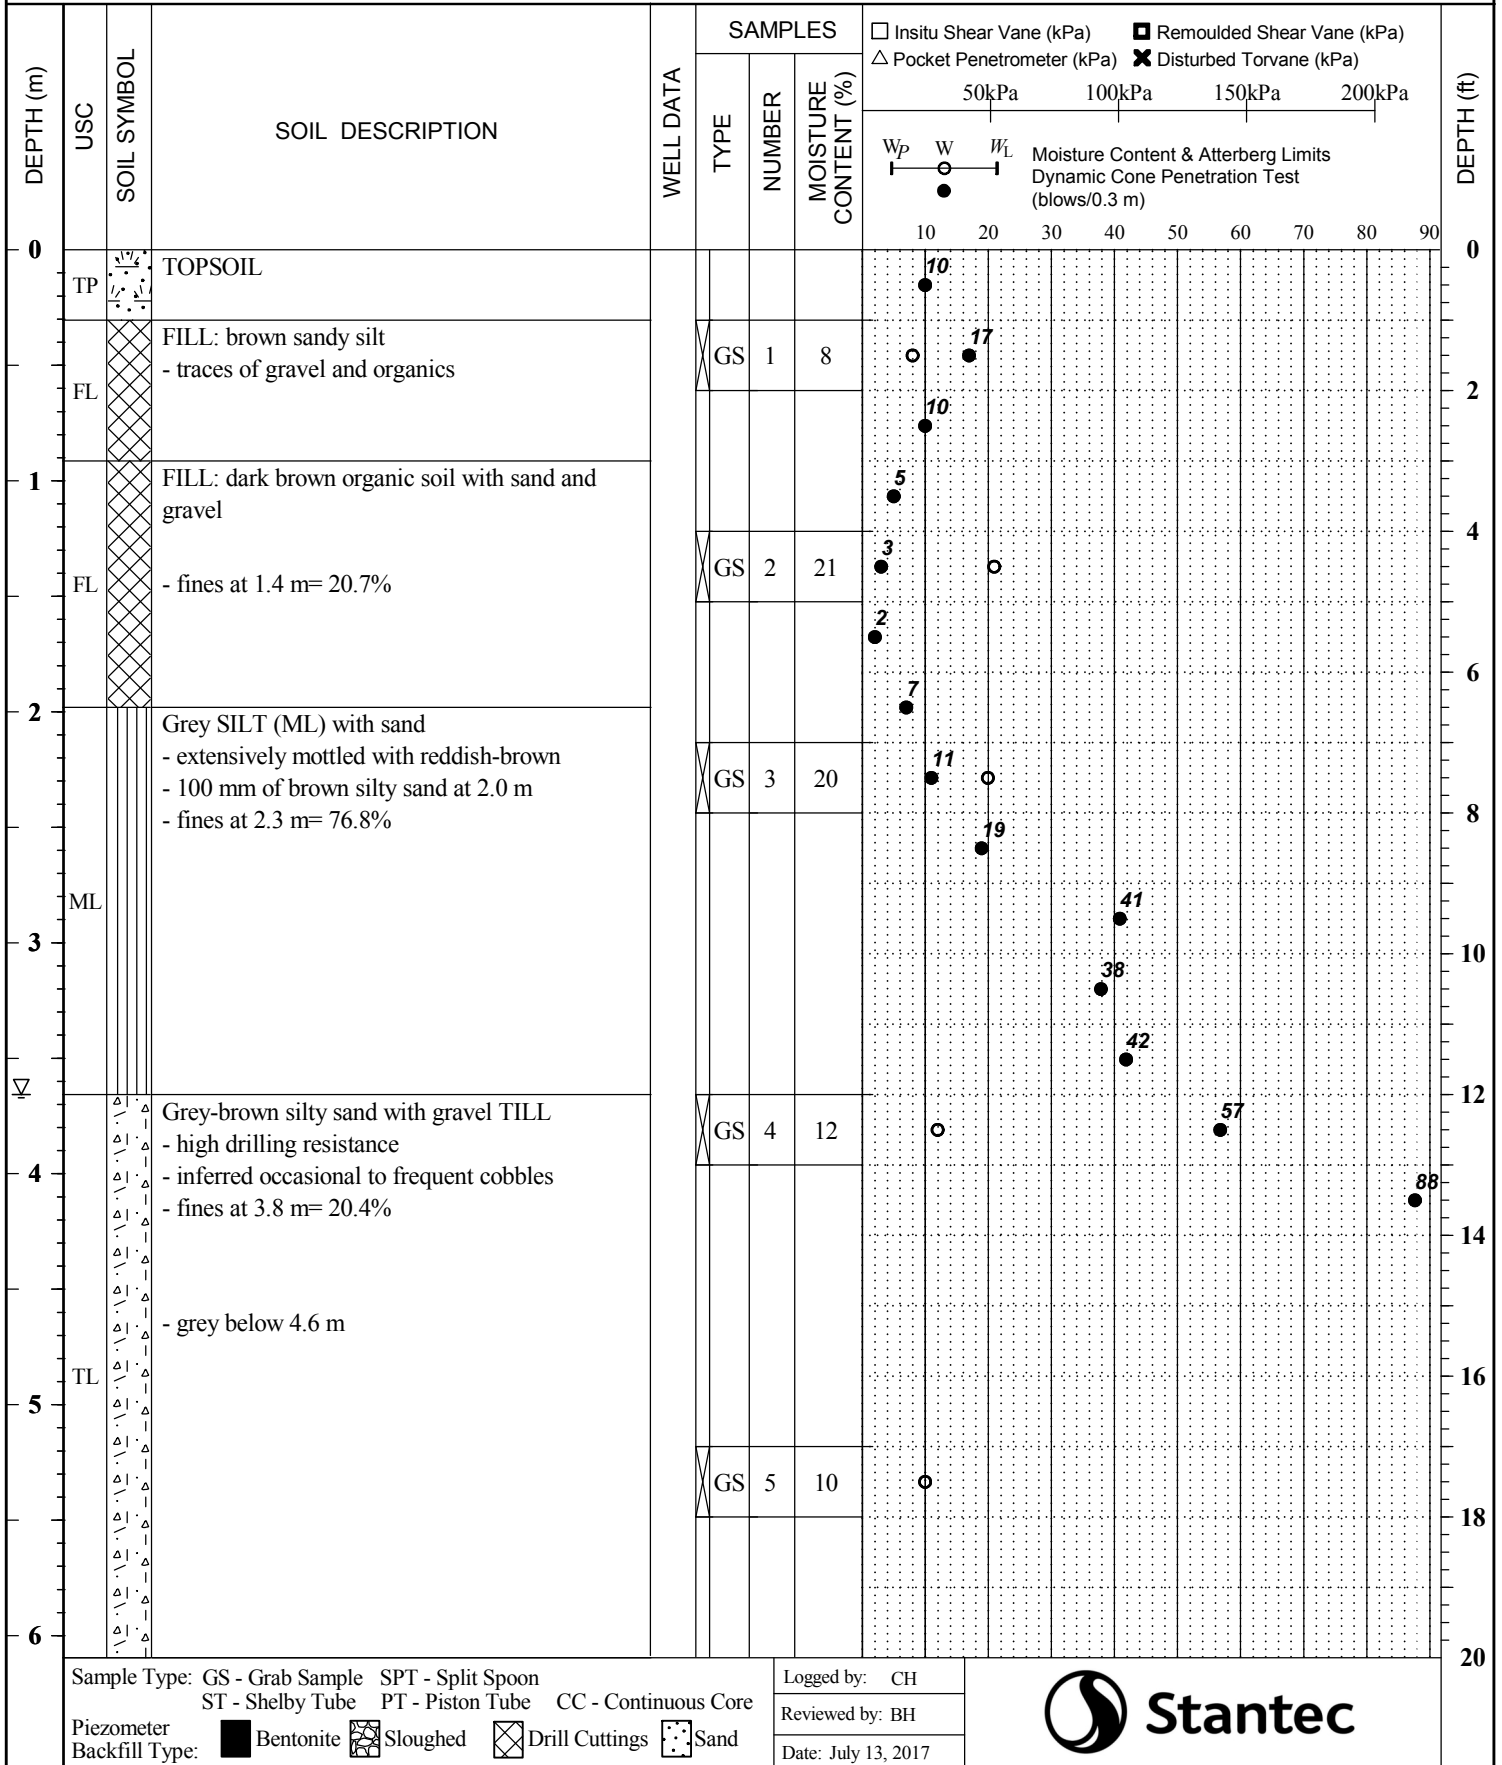 SAMPLES
Insitu Shear Vane (kPa) Remoulded Shear Vane (kPa)
Pocket Penetrometer (kPa) Disturbed Torvane (kPa)
50kPa 100kPa 150kPa 200kPa
DEPTH (m)
USC
SOIL SYMBOL
SOIL DESCRIPTION
WELL DATA
TYPE
NUMBER
MOISTURE CONTENT (%)
DEPTH (ft)
WP W WL
Moisture Content & Atterberg Limits
Dynamic Cone Penetration Test
(blows/0.3 m)
10 20 30 40 50 60 70 80 90
0 0
TP TOPSOIL 10
FILL: brown sandy silt 17
- traces of gravel and organics
GS 1 8
FL 2
10
FILL: dark brown organic soil with sand and
gravel
1 5
4
3
GS 2 21
FL - fines at 1.4 m= 20.7%
2
6
7
2
Grey SILT (ML) with sand
- extensively mottled with reddish-brown
- 100 mm of brown silty sand at 2.0 m
- fines at 2.3 m= 76.8%
GS 3 20 11
8
19
ML 41
3 10
38
42
12
Grey-brown silty sand with gravel TILL
- high drilling resistance
- inferred occasional to frequent cobbles
- fines at 3.8 m= 20.4%
GS 4 12 57
4
88
14
- grey below 4.6 m
TL 16
5
GS 5 10
18
6
20
Sample Type: GS - Grab Sample SPT - Split Spoon
ST - Shelby Tube PT - Piston Tube CC - Continuous Core
Piezometer
Backfill Type: Bentonite Sloughed Drill Cuttings Sand
Logged by: CH
Reviewed by: BH
Date: July 13, 2017
Stantec